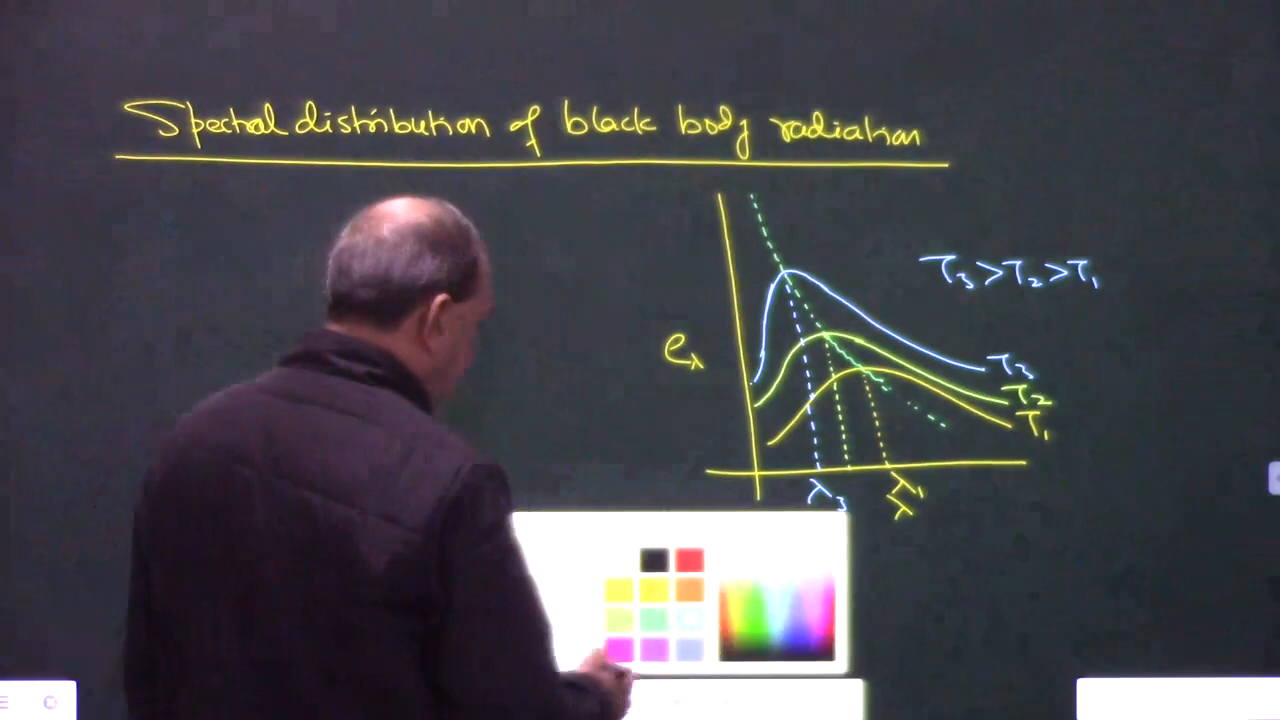 Spectral distribution of black body radiation
T₃>T₂>T₁
eλ
T₃
T₂
T₁
λ₃
λ₁
λ